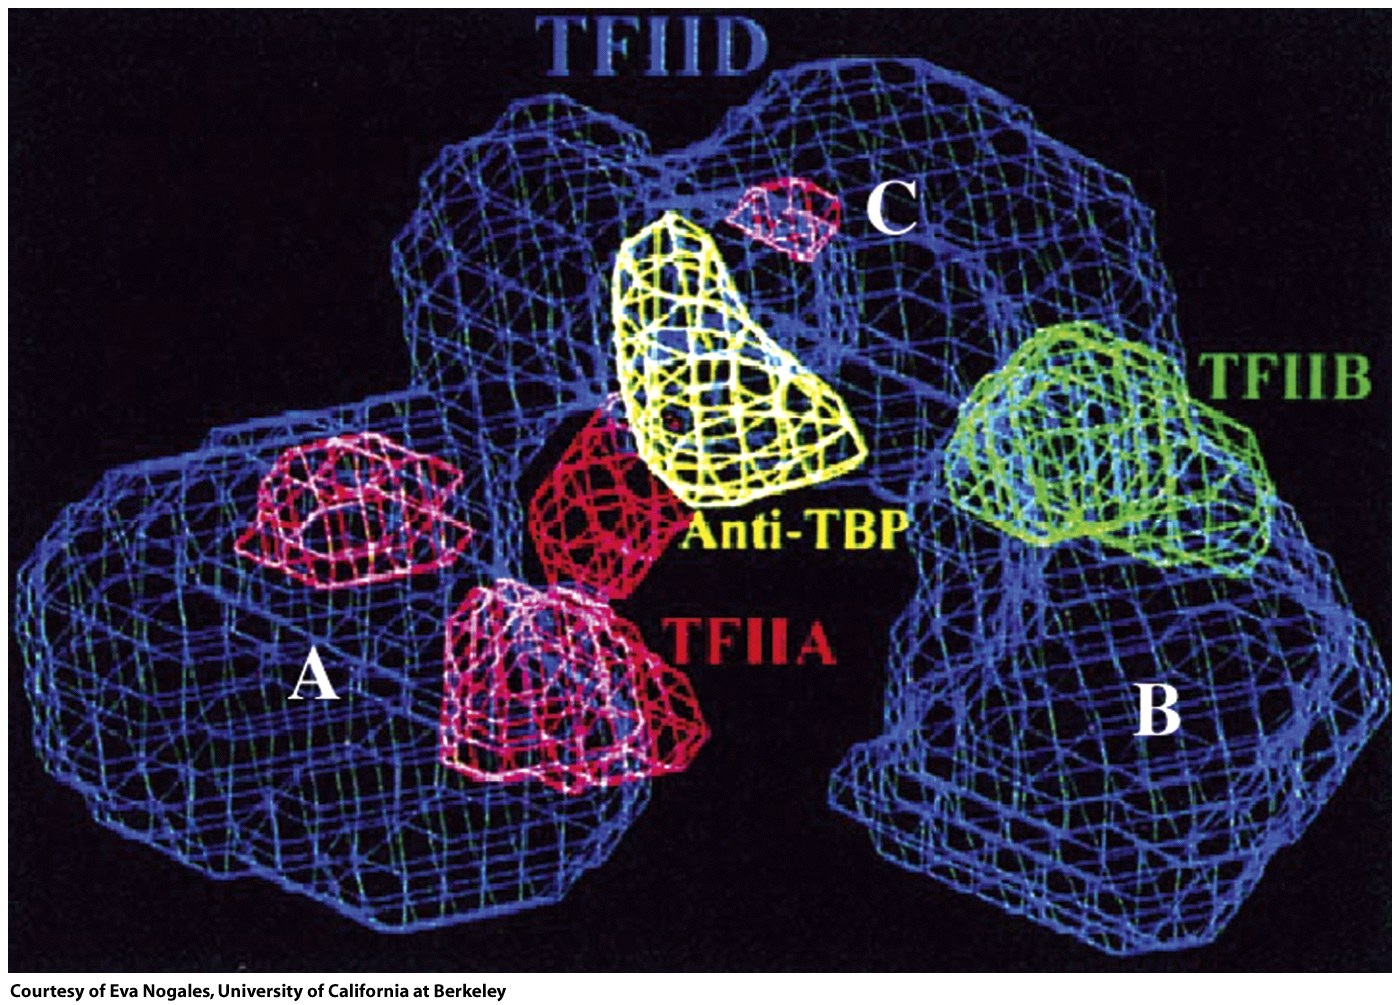 TFIID
C
TFIIB
Anti-TBP
TFIIA
A
B
Courtesy of Eva Nogales, University of California at Berkeley